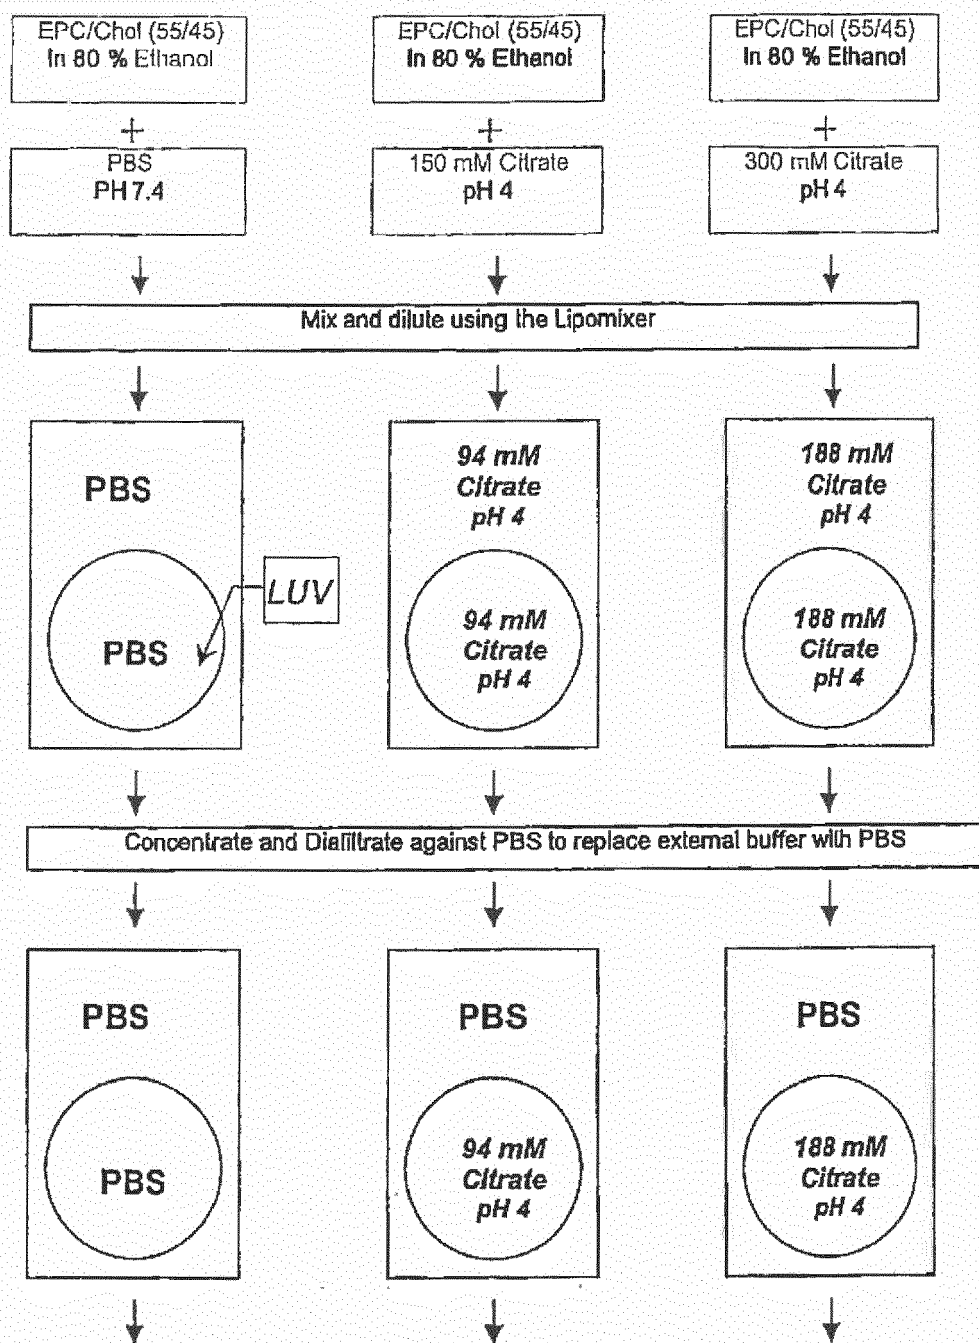 EPC/Chol (55/45)
In 80 % Ethanol
EPC/Chol (55/45)
In 80 % Ethanol
EPC/Chol (55/45)
In 80 % Ethanol
+
+
+
PBS
PH 7.4
150 mM Citrate
pH 4
300 mM Citrate
pH 4
Mix and dilute using the Lipomixer
PBS
94 mM
Citrate
pH 4
188 mM
Citrate
pH 4
LUV
PBS
94 mM
Citrate
pH 4
188 mM
Citrate
pH 4
Concentrate and Diafiltrate against PBS to replace external buffer with PBS
PBS
PBS
PBS
PBS
94 mM
Citrate
pH 4
188 mM
Citrate
pH 4